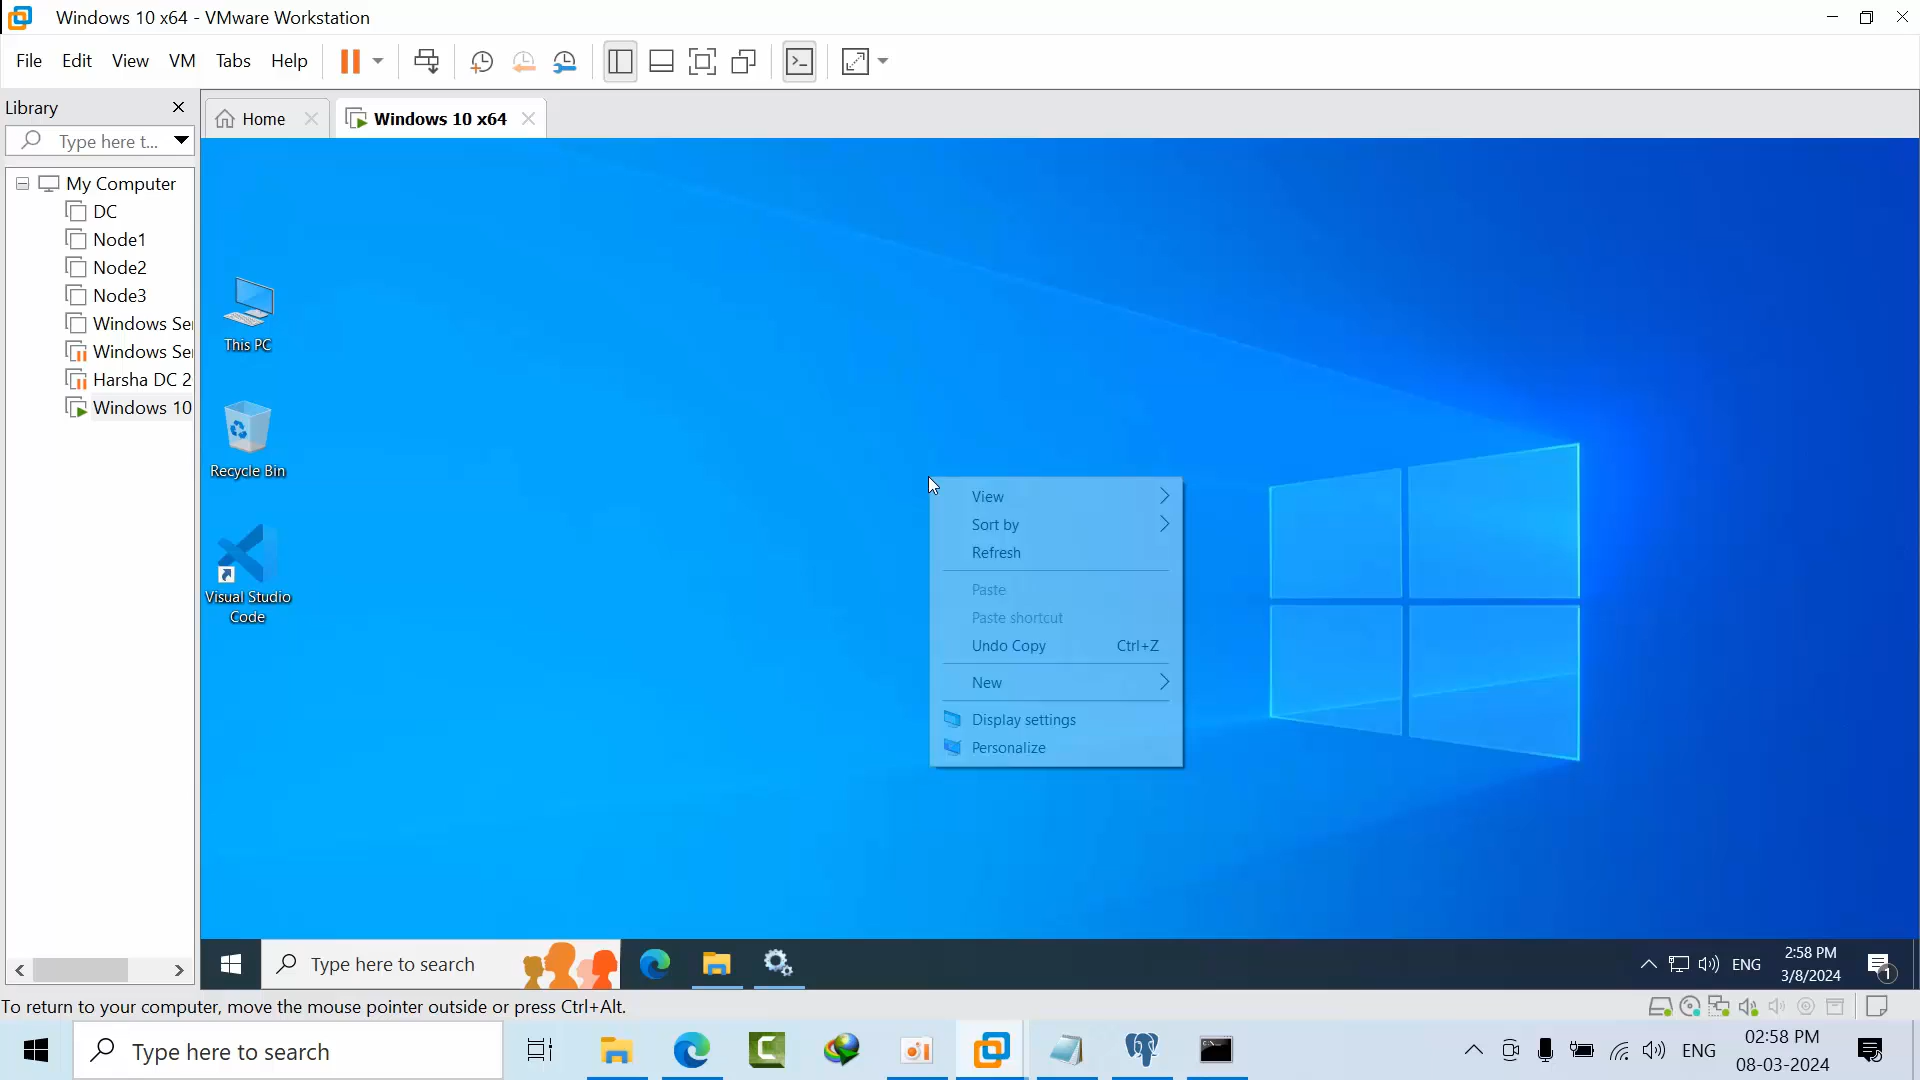 Windows 10 x64 - VMware Workstation
File Edit View VM Tabs Help
Library
Type here t...
Home
Windows 10 x64
My Computer
DC
Node1
Node2
Node3
Windows Se
Windows Se
Harsha DC 2
Windows 10
This PC
Recycle Bin
Visual Studio
Code
View
Sort by
Refresh
Paste
Paste shortcut
Undo Copy Ctrl+Z
New
Display settings
Personalize
Type here to search
ENG
2:58 PM
3/8/2024
1
To return to your computer, move the mouse pointer outside or press Ctrl+Alt.
Type here to search
ENG
02:58 PM
08-03-2024